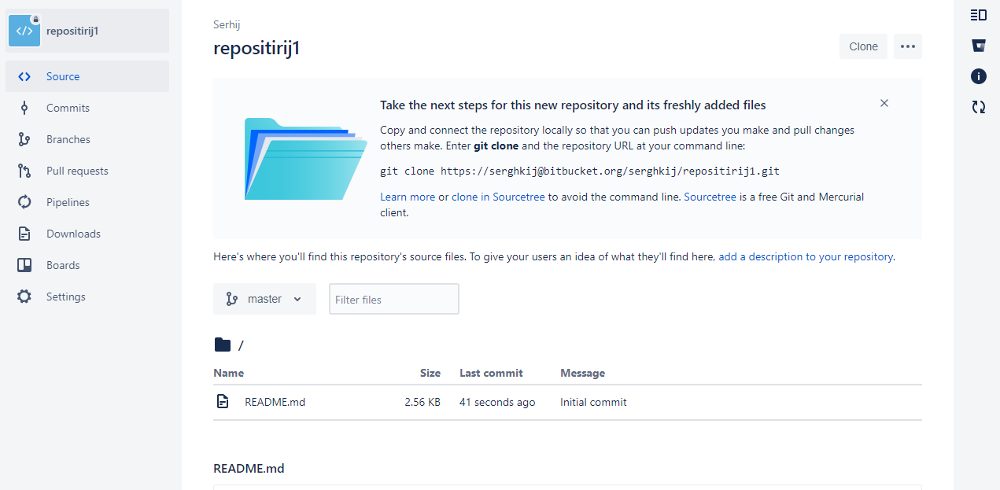 repositirij1
Source
Commits
Branches
Pull requests
Pipelines
Downloads
Boards
Settings
Serhij
repositirij1
Clone
Take the next steps for this new repository and its freshly added files
Copy and connect the repository locally so that you can push updates you make and pull changes
others make. Enter git clone and the repository URL at your command line:
git clone https://serghkij@bitbucket.org/serghkij/repositirij1.git
Learn more or clone in Sourcetree to avoid the command line. Sourcetree is a free Git and Mercurial
client.
Here's where you'll find this repository's source files. To give your users an idea of what they'll find here, add a description to your repository.
master
Filter files
/
Name Size Last commit Message
README.md 2.56 KB 41 seconds ago Initial commit
README.md